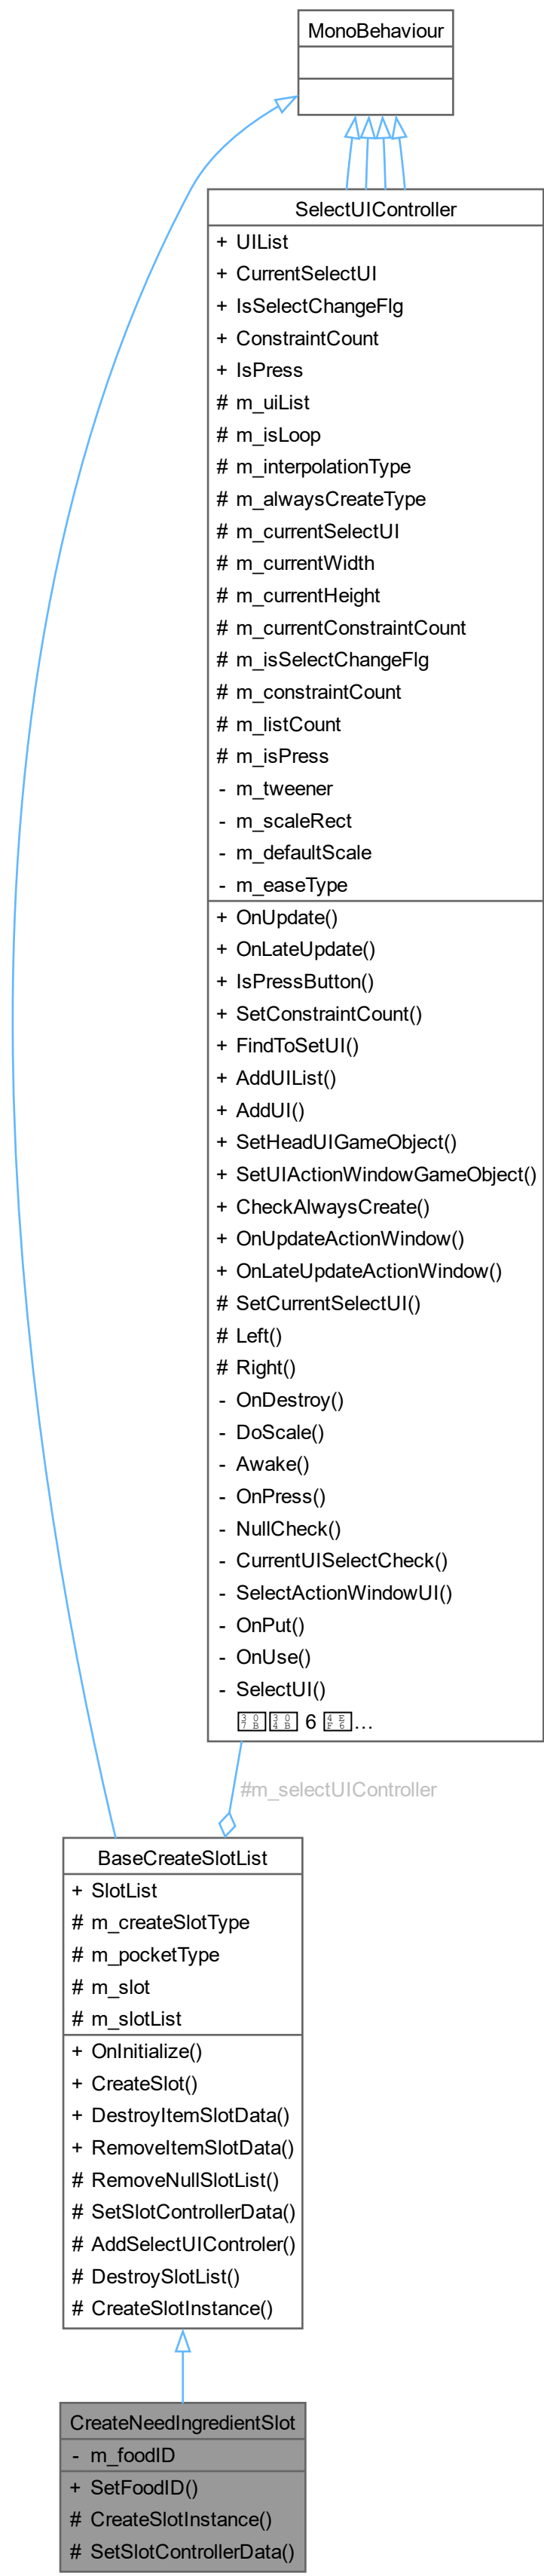 MonoBehaviour
SelectUIController
+ UIList
+ CurrentSelectUI
+ IsSelectChangeFlg
+ ConstraintCount
+ IsPress
# m_uiList
# m_isLoop
# m_interpolationType
# m_alwaysCreateType
# m_currentSelectUI
# m_currentWidth
# m_currentHeight
# m_currentConstraintCount
# m_isSelectChangeFlg
# m_constraintCount
# m_listCount
# m_isPress
- m_tweener
- m_scaleRect
- m_defaultScale
- m_easeType
+ OnUpdate()
+ OnLateUpdate()
+ IsPressButton()
+ SetConstraintCount()
+ FindToSetUI()
+ AddUIList()
+ AddUI()
+ SetHeadUIGameObject()
+ SetUIActionWindowGameObject()
+ CheckAlwaysCreate()
+ OnUpdateActionWindow()
+ OnLateUpdateActionWindow()
# SetCurrentSelectUI()
# Left()
# Right()
- OnDestroy()
- DoScale()
- Awake()
- OnPress()
- NullCheck()
- CurrentUISelectCheck()
- SelectActionWindowUI()
- OnPut()
- OnUse()
- SelectUI()
6 ...
#m_selectUIController
BaseCreateSlotList
+ SlotList
# m_createSlotType
# m_pocketType
# m_slot
# m_slotList
+ OnInitialize()
+ CreateSlot()
+ DestroyItemSlotData()
+ RemoveItemSlotData()
# RemoveNullSlotList()
# SetSlotControllerData()
# AddSelectUIControler()
# DestroySlotList()
# CreateSlotInstance()
CreateNeedIngredientSlot
- m_foodID
+ SetFoodID()
# CreateSlotInstance()
# SetSlotControllerData()